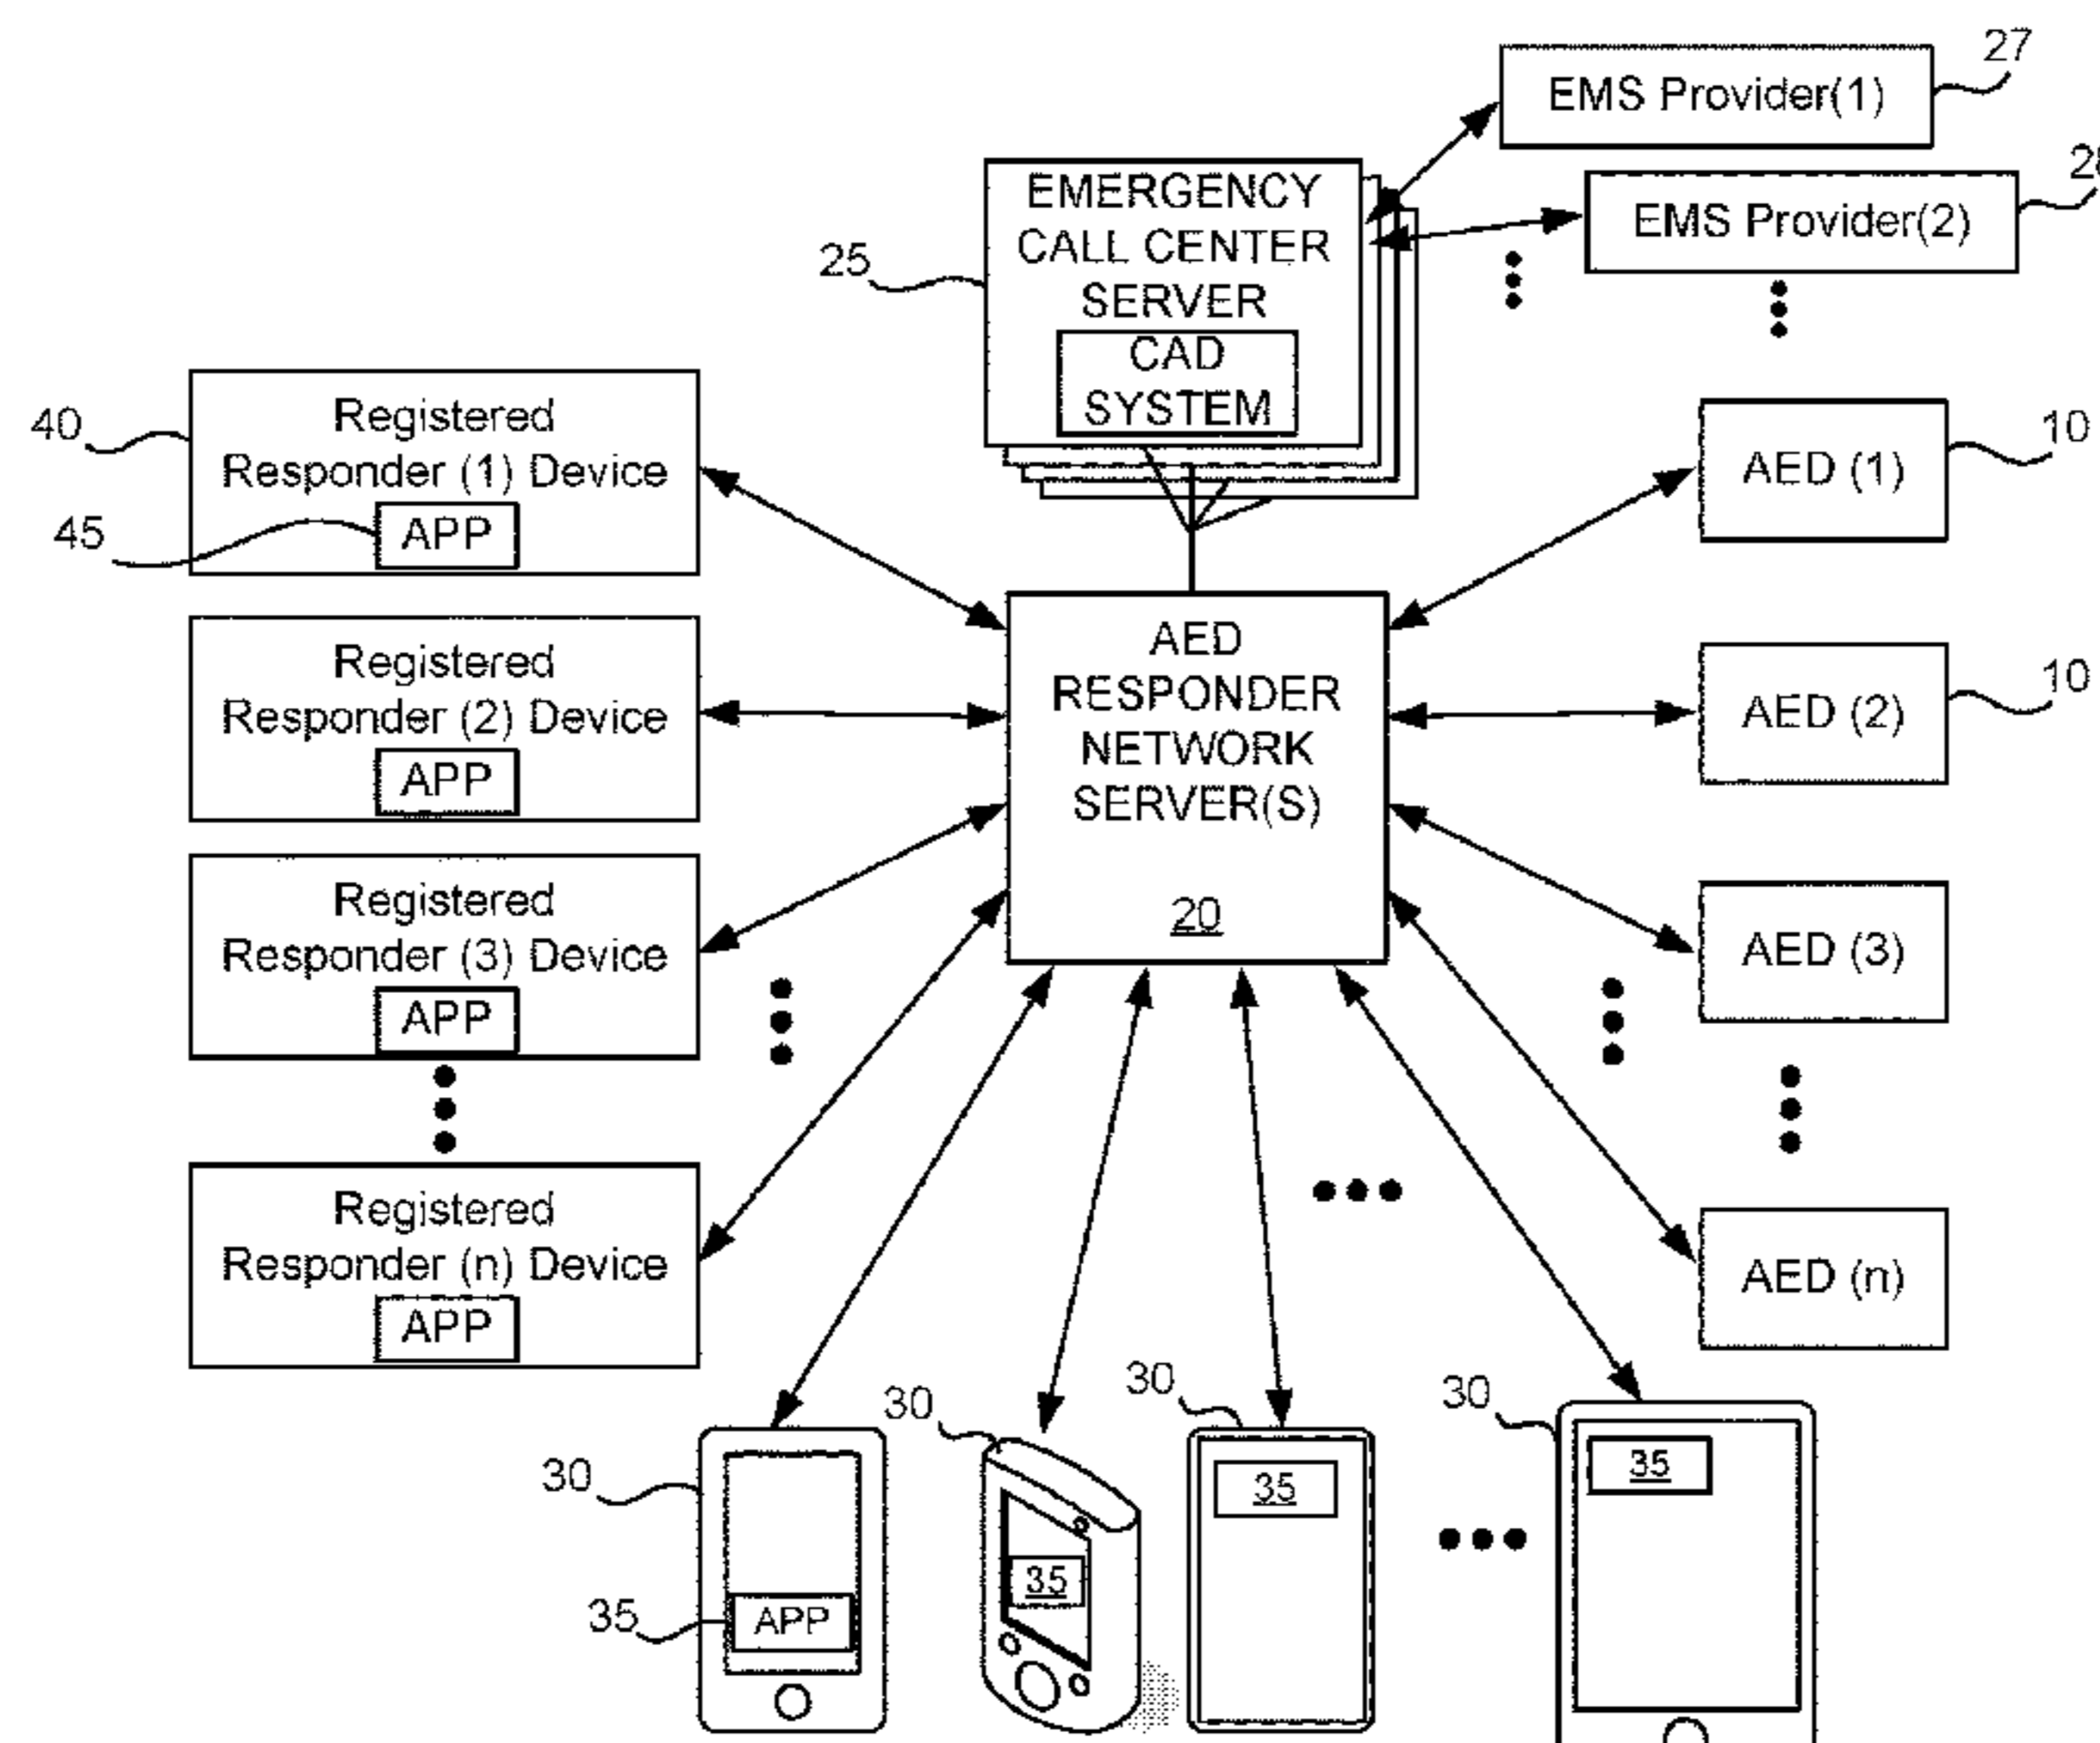 27
EMS Provider(1)
EMS Provider(2)
25
EMERGENCY
CALL CENTER
SERVER
CAD
SYSTEM
40
Registered
Responder (1) Device
45
APP
Registered
Responder (2) Device
APP
Registered
Responder (3) Device
APP
Registered
Responder (n) Device
APP
AED
RESPONDER
NETWORK
SERVER(S)
20
AED (1)
10
AED (2)
10
AED (3)
AED (n)
30
35
APP
30
35
30
35
30
35